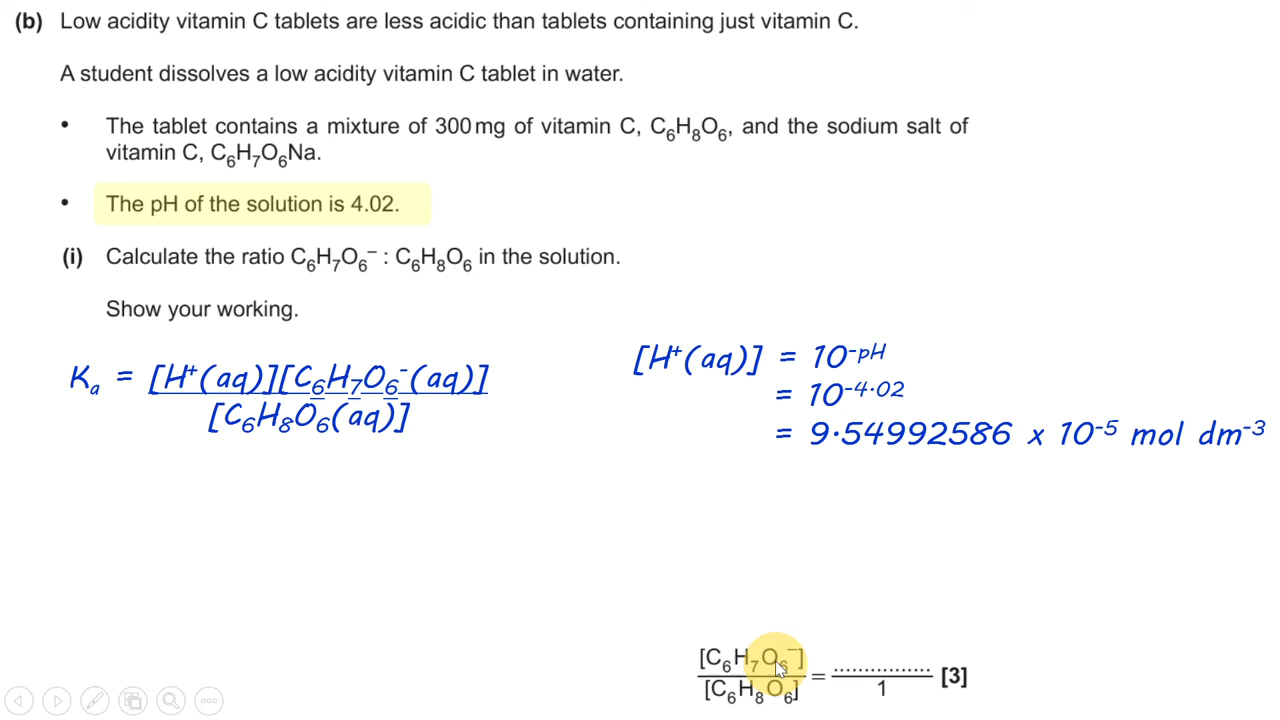 (b) Low acidity vitamin C tablets are less acidic than tablets containing just vitamin C.
A student dissolves a low acidity vitamin C tablet in water.
• The tablet contains a mixture of 300 mg of vitamin C, C₆H₈O₆, and the sodium salt of
vitamin C, C₆H₇O₆Na.
• The pH of the solution is 4.02.
(i) Calculate the ratio C₆H₇O₆⁻ : C₆H₈O₆ in the solution.
Show your working.
Kₐ = [H⁺(aq)][C₆H₇O₆⁻(aq)]
[C₆H₈O₆(aq)]
[H⁺(aq)] = 10⁻ᵖᴴ
= 10⁻⁴·⁰²
= 9·54992586 x 10⁻⁵ mol dm⁻³
[C₆H₇O₆⁻] = ................ [3]
[C₆H₈O₆] 1